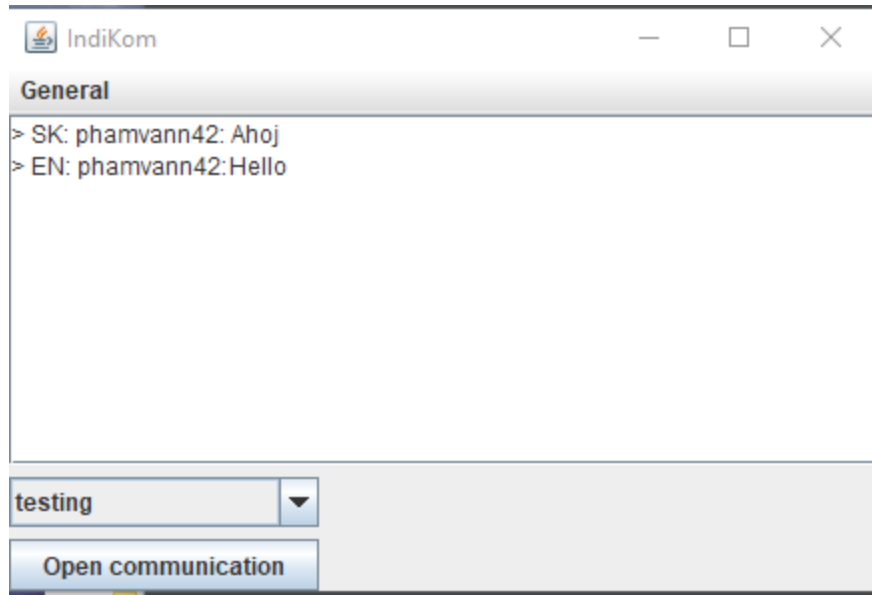 IndiKom
General
> SK: phamvann42: Ahoj
> EN: phamvann42:Hello
testing
Open communication